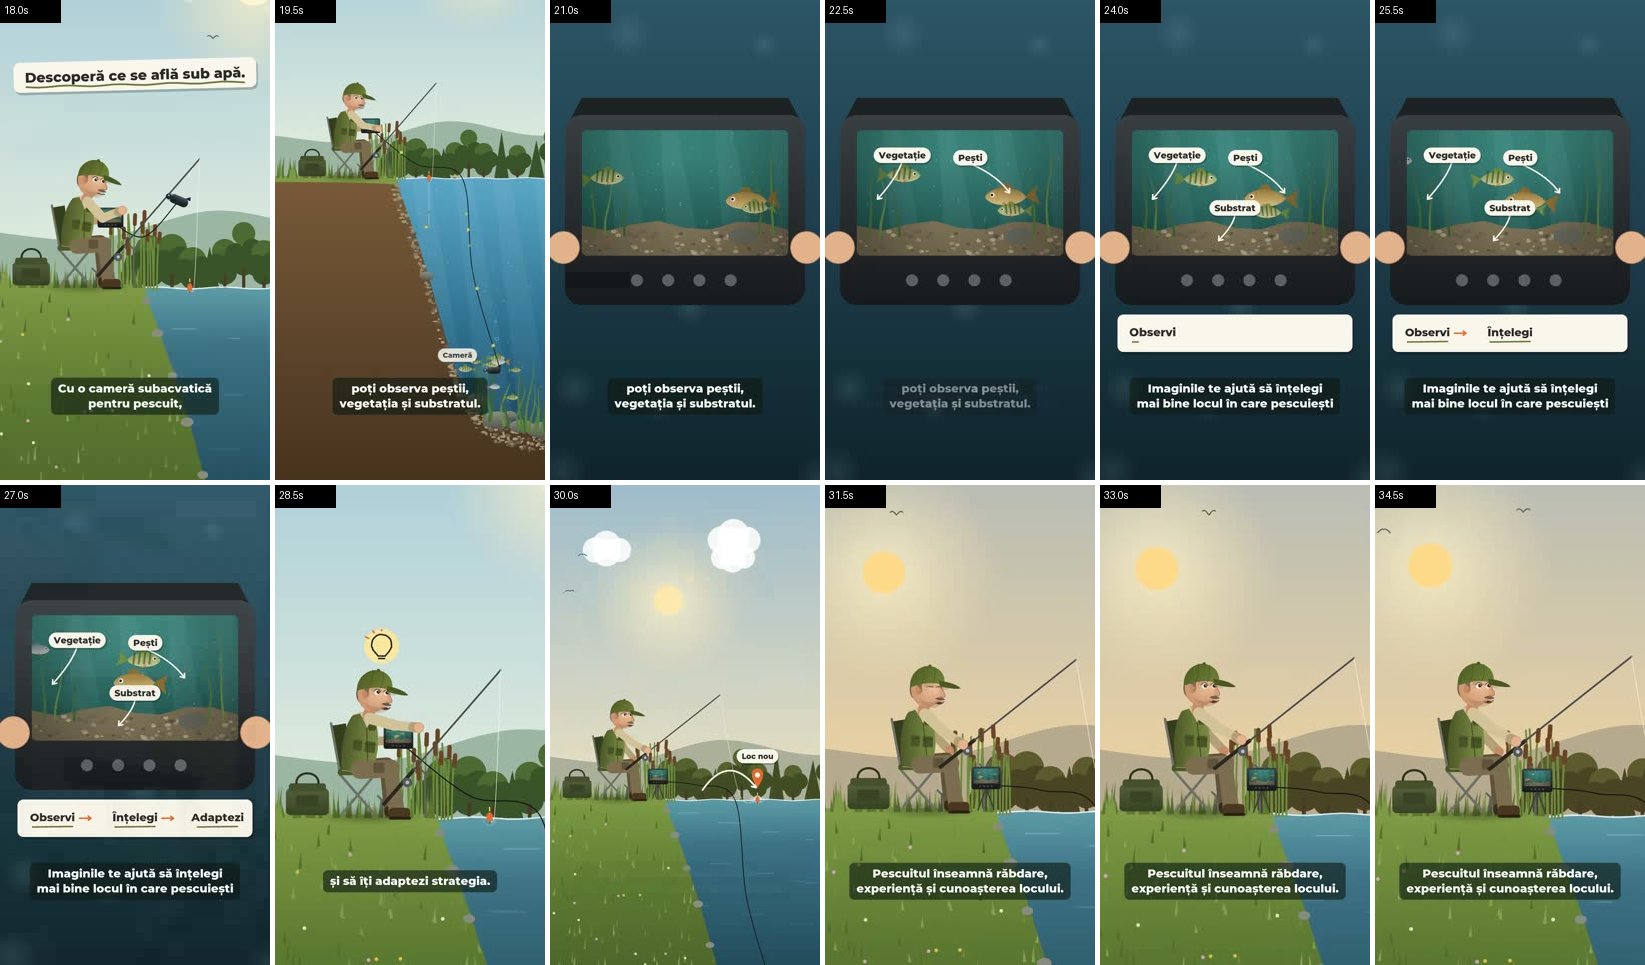 18.0s
Descoperă ce se află sub apă.
Cu o cameră subacvatică
pentru pescuit,
19.5s
Cameră
poți observa peștii,
vegetația și substratul.
21.0s
poți observa peștii,
vegetația și substratul.
22.5s
Vegetație
Pești
poți observa peștii,
vegetația și substratul.
24.0s
Vegetație
Pești
Substrat
Observi
Imaginile te ajută să înțelegi
mai bine locul în care pescuiești
25.5s
Vegetație
Pești
Substrat
Observi → Înțelegi
Imaginile te ajută să înțelegi
mai bine locul în care pescuiești
27.0s
Vegetație
Pești
Substrat
Observi → Înțelegi → Adaptezi
Imaginile te ajută să înțelegi
mai bine locul în care pescuiești
28.5s
și să îți adaptezi strategia.
30.0s
Loc nou
31.5s
Pescuitul înseamnă răbdare,
experiență și cunoașterea locului.
33.0s
Pescuitul înseamnă răbdare,
experiență și cunoașterea locului.
34.5s
Pescuitul înseamnă răbdare,
experiență și cunoașterea locului.